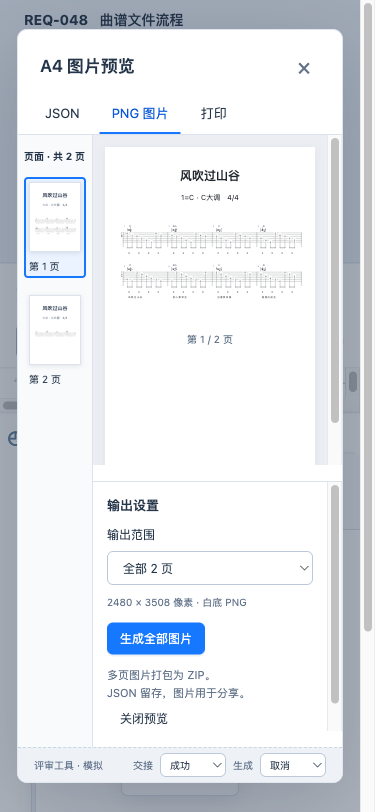 REQ-048 曲谱文件流程
A4 图片预览
JSON PNG 图片 打印
页面 · 共 2 页
风吹过山谷
第 1 页
风吹过山谷
第 2 页
风吹过山谷
1=C · C大调 4/4
第 1 / 2 页
输出设置
输出范围
全部 2 页
2480 × 3508 像素 · 白底 PNG
生成全部图片
多页图片打包为 ZIP。
JSON 留存，图片用于分享。
关闭预览
评审工具 · 模拟 交接 成功 生成 取消